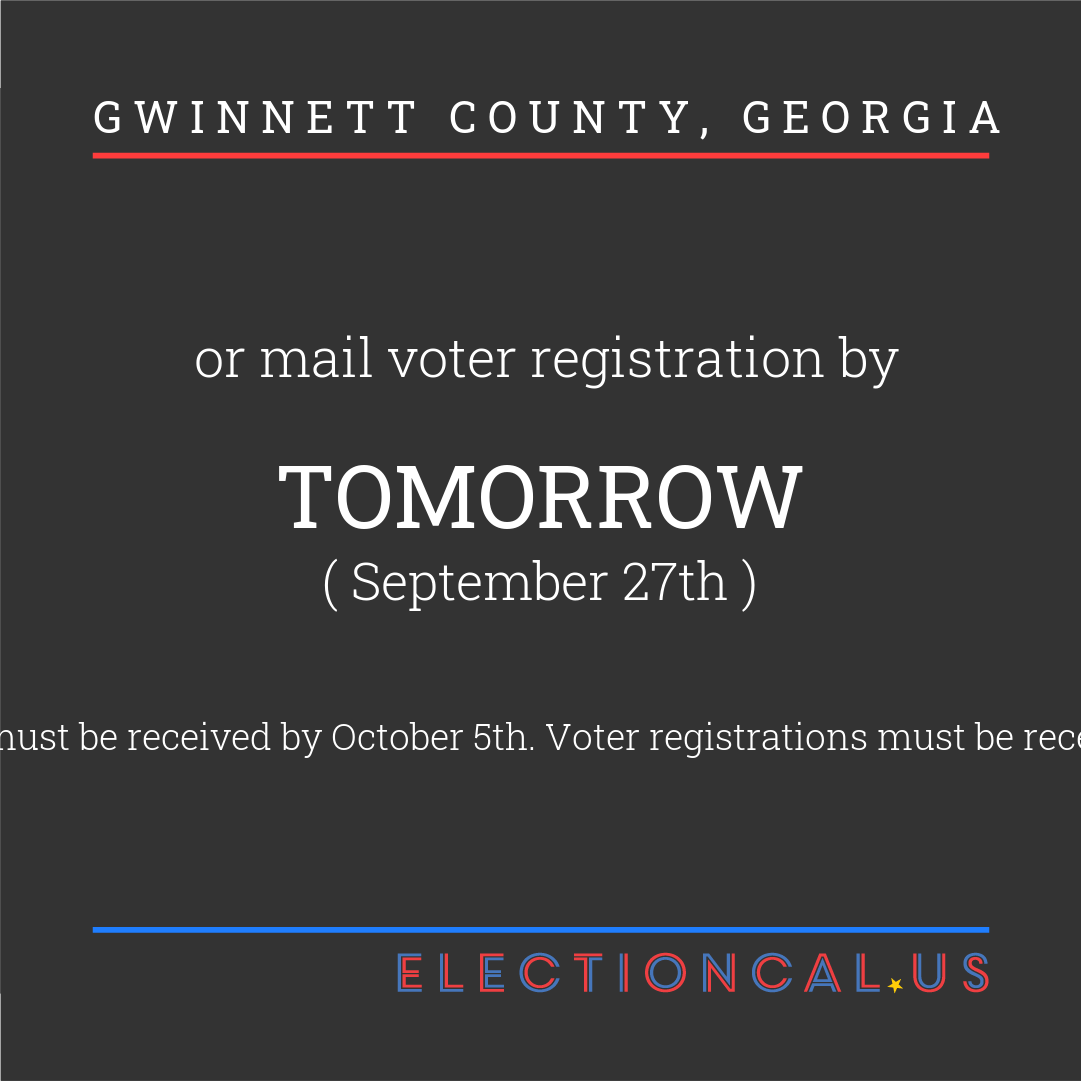 GWINNETT COUNTY, GEORGIA
or mail voter registration by
TOMORROW
( September 27th )
must be received by October 5th. Voter registrations must be
ELECTIONCAL.US